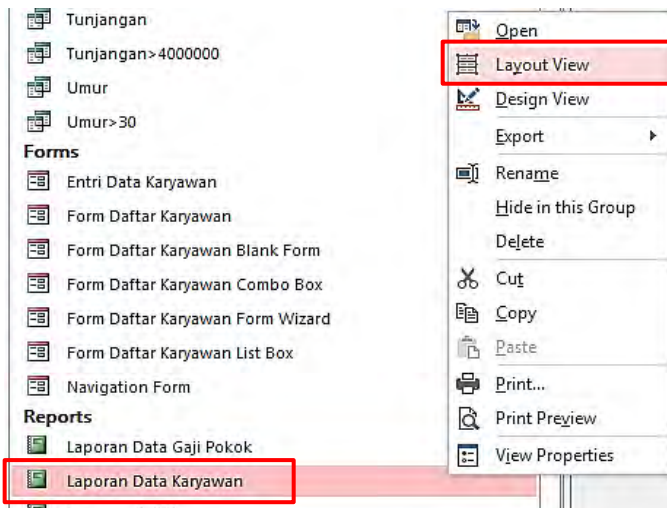 Tunjangan
Tunjangan>4000000
Umur
Umur>30
Forms
Entri Data Karyawan
Form Daftar Karyawan
Form Daftar Karyawan Blank Form
Form Daftar Karyawan Combo Box
Form Daftar Karyawan Form Wizard
Form Daftar Karyawan List Box
Navigation Form
Reports
Laporan Data Gaji Pokok
Laporan Data Karyawan
Open
Layout View
Design View
Export
Rename
Hide in this Group
Delete
Cut
Copy
Paste
Print...
Print Preview
View Properties